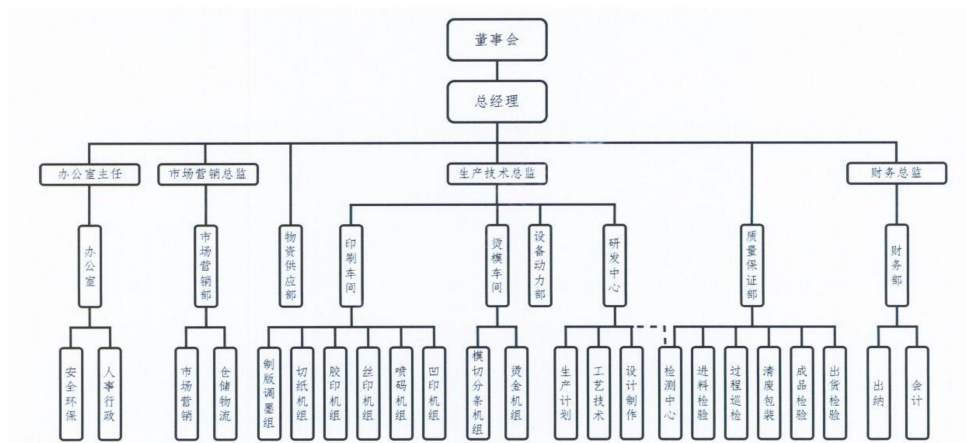 董事会
总经理
办公室主任
市场营销总监
生产技术总监
财务总监
办公室
市场营销部
物资供应部
印刷车间
烫模车间
设备动力部
研发中心
质量保证部
财务部
安全环保
人事行政
市场营销
仓储物流
制版调墨组
切纸机组
胶印机组
丝印机组
喷码机组
凹印机组
模切分条机组
烫金机组
生产计划
工艺技术
设计制作
检测中心
进料检验
过程巡检
清废包装
成品检验
出货检验
出纳
会计